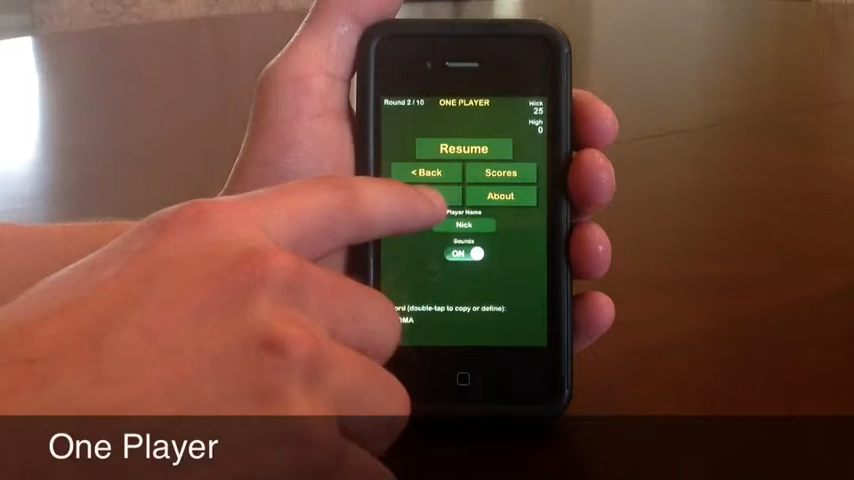 Round 2 / 10 ONE PLAYER Nick
25
High
0
Resume
< Back Scores
About
Player Name
Nick
Sounds
ON
(double-tap to copy or define):
One Player